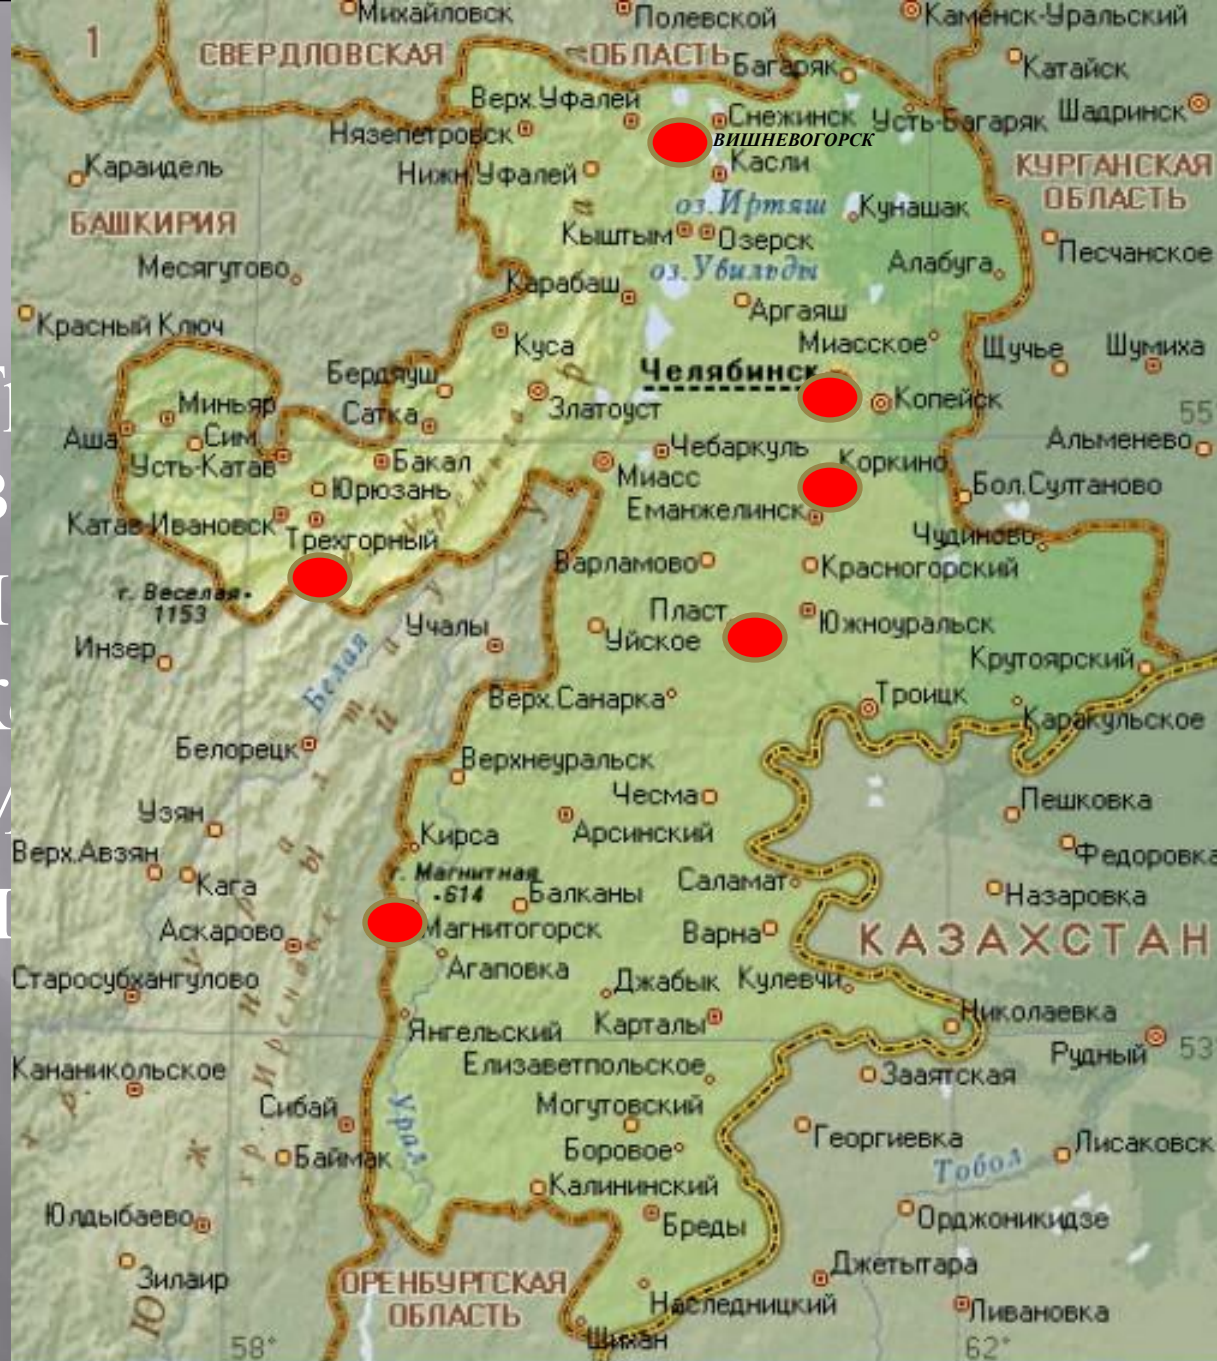 Михайловск
Полевской
Каменск-Уральский
1
СВЕРДЛОВСКАЯ
ОБЛАСТЬ
Багаряк
Катайск
Верх.Уфалей
Снежинск
Усть-Багаряк
Шадринск
Нязепетровск
ВИШНЕВОГОРСК
Караидель
Нижн.Уфалей
Касли
КУРГАНСКАЯ
ОБЛАСТЬ
БАШКИРИЯ
оз.Иртяш
Кунашак
Кыштым
Озерск
Песчанское
Месягутово
оз.Увильды
Алабуга
Карабаш
Аргаяш
Красный Ключ
Куса
Миасское
Щучье
Шумиха
Бердяуш
Челябинск
Миньяр
Сатка
Златоуст
Копейск
55
Аша
Сим
Чебаркуль
Альменево
Усть-Катав
Бакал
Миасс
Коркино
Юрюзань
Бол.Султаново
Катав-Ивановск
Еманжелинск
Трехгорный
Чудиново
Варламово
Красногорский
г. Веселая
1153
Учалы
Пласт
Южноуральск
Инзер
Уйское
Крутоярский
Белая
Верх.Санарка
Троицк
Каракульское
Белорецк
Верхнеуральск
Чесма
Пешковка
Узян
Кирса
Арсинский
Верх.Авзян
Федоровка
Кага
г. Магнитная
614
Балканы
Саламат
Назаровка
Аскарово
Магнитогорск
Варна
КАЗАХСТАН
Агаповка
Старосубхангулово
Джабык
Кулевчи
Янгельский
Карталы
Николаевка
Рудный
53°
Кананикольское
Елизаветпольское
Зааятская
Сибай
Урал
Могутовский
Георгиевка
Лисаковск
Баймак
Боровое
Тобол
Калининский
Юлдыбаево
Бреды
Орджоникидзе
Зилаир
ОРЕНБУРГСКАЯ
ОБЛАСТЬ
Джетыгара
Наследницкий
Ливановка
Шихан
58°
62°